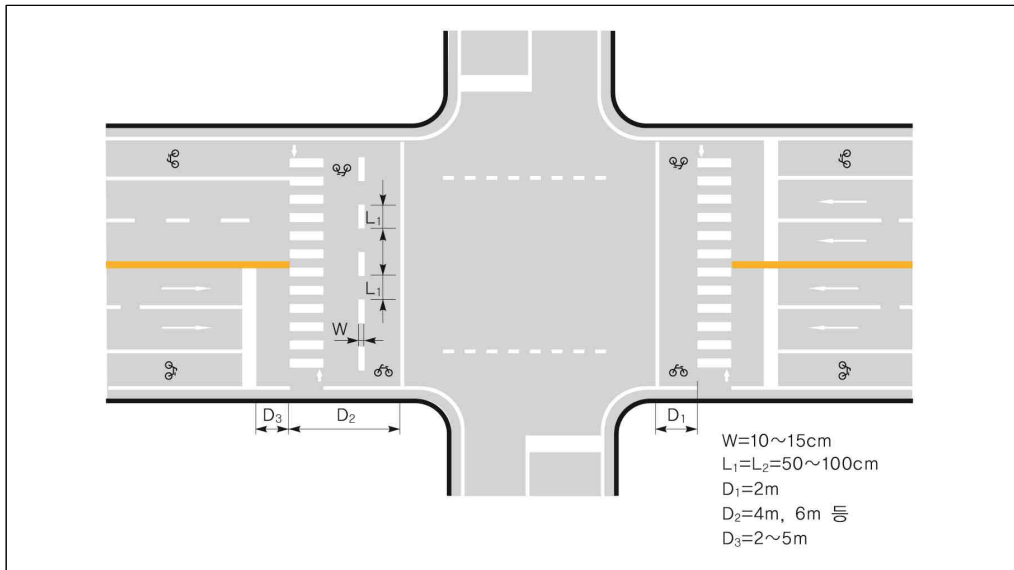 L₁
L₁
W
D₃
D₂
D₁
W=10～15cm
L₁=L₂=50～100cm
D₁=2m
D₂=4m, 6m 등
D₃=2～5m